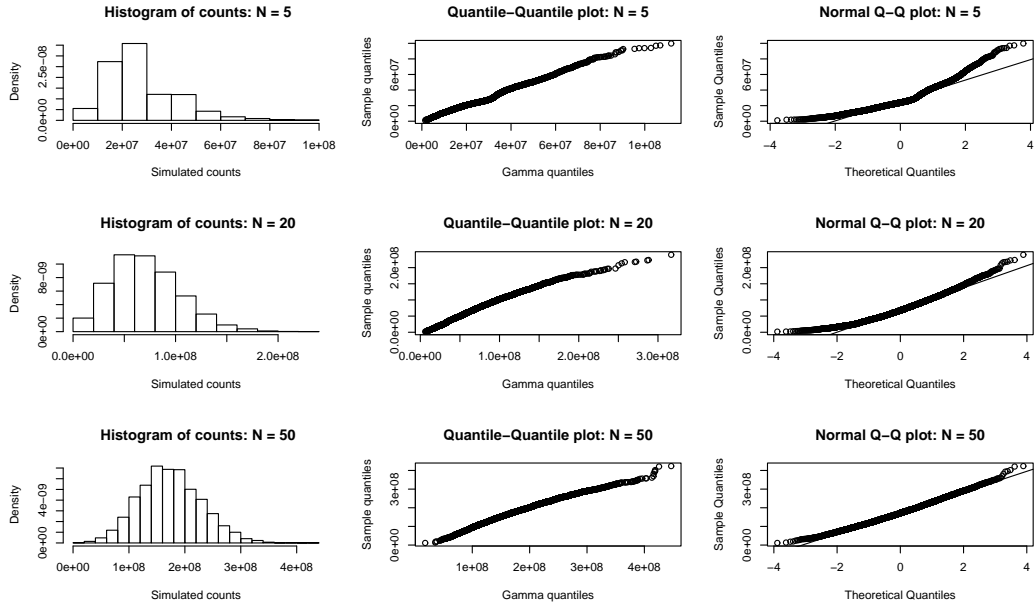 Histogram of counts: N = 5
Density
0.0e+00 2.5e−08
0e+00 2e+07 4e+07 6e+07 8e+07 1e+08
Simulated counts
Quantile−Quantile plot: N = 5
Sample quantiles
0e+00 6e+07
0e+00 2e+07 4e+07 6e+07 8e+07 1e+08
Gamma quantiles
Normal Q−Q plot: N = 5
Sample Quantiles
0e+00 6e+07
−4 −2 0 2 4
Theoretical Quantiles
Histogram of counts: N = 20
Density
0e+00 8e−09
0.0e+00 1.0e+08 2.0e+08
Simulated counts
Quantile−Quantile plot: N = 20
Sample quantiles
0.0e+00 2.0e+08
0.0e+00 1.0e+08 2.0e+08 3.0e+08
Gamma quantiles
Normal Q−Q plot: N = 20
Sample Quantiles
0.0e+00 2.0e+08
−4 −2 0 2 4
Theoretical Quantiles
Histogram of counts: N = 50
Density
0e+00 4e−09
0e+00 1e+08 2e+08 3e+08 4e+08
Simulated counts
Quantile−Quantile plot: N = 50
Sample quantiles
0e+00 3e+08
1e+08 2e+08 3e+08 4e+08
Gamma quantiles
Normal Q−Q plot: N = 50
Sample Quantiles
0e+00 3e+08
−4 −2 0 2 4
Theoretical Quantiles